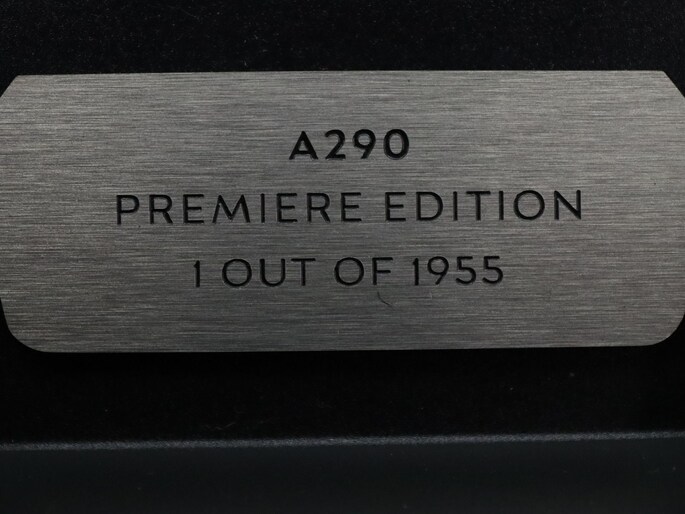 A290
PREMIERE EDITION
1 OUT OF 1955